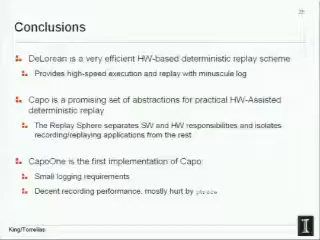 Conclusions
DeLorean is a very efficient HW-based deterministic replay scheme
Provides high-speed execution and replay with minuscule log
Capo is a promising set of abstractions for practical HW-Assisted
deterministic replay
The Replay Sphere separates SW and HW responsibilities and isolates
recording/replaying applications from the rest
CapoOne is the first implementation of Capo:
Small logging requirements
Decent recording performance, mostly hurt by ptrace
King/Torrellas
I